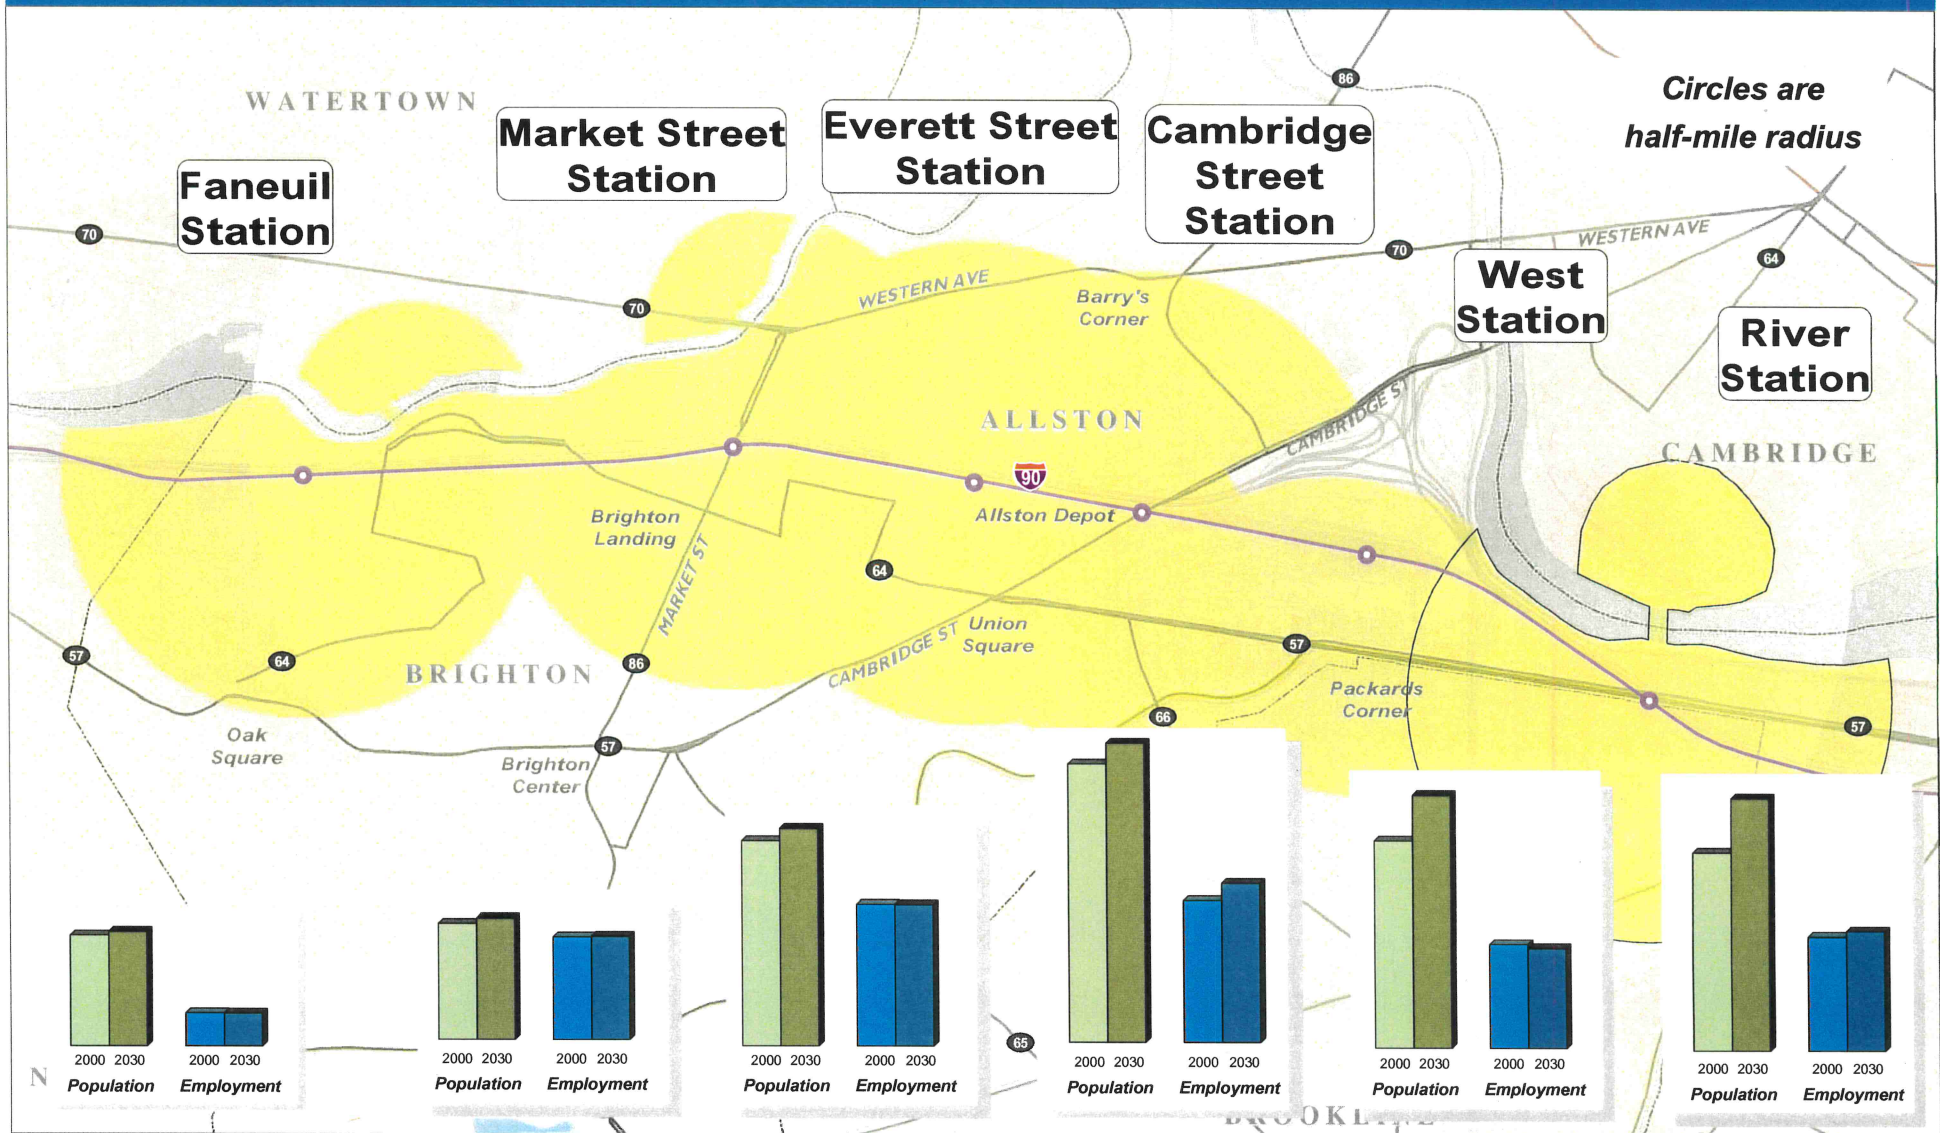 WATERTOWN
Faneuil
Station
Market Street
Station
Everett Street
Station
Cambridge
Street
Station
86
Circles are
half-mile radius
70
70
70
WESTERN AVE
WESTERN AVE
64
Barry's
Corner
West
Station
River
Station
ALLSTON
CAMBRIDGE ST
CAMBRIDGE
90
Brighton
Landing
Allston Depot
MARKET ST
64
57
64
BRIGHTON
86
CAMBRIDGE ST
Union
Square
57
Packards
Corner
66
57
Oak
Square
57
Brighton
Center
65
N
2000 2030
Population
2000 2030
Employment
2000 2030
Population
2000 2030
Employment
2000 2030
Population
2000 2030
Employment
2000 2030
Population
2000 2030
Employment
2000 2030
Population
2000 2030
Employment
2000 2030
Population
2000 2030
Employment
BROOKLINE